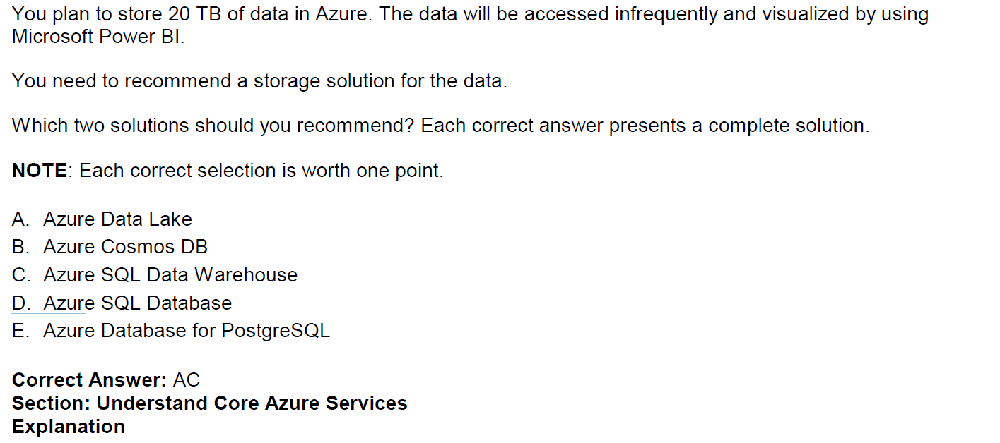 You plan to store 20 TB of data in Azure. The data will be accessed infrequently and visualized by using
Microsoft Power BI.
You need to recommend a storage solution for the data.
Which two solutions should you recommend? Each correct answer presents a complete solution.
NOTE: Each correct selection is worth one point.
A. Azure Data Lake
B. Azure Cosmos DB
C. Azure SQL Data Warehouse
D. Azure SQL Database
E. Azure Database for PostgreSQL
Correct Answer: AC
Section: Understand Core Azure Services
Explanation